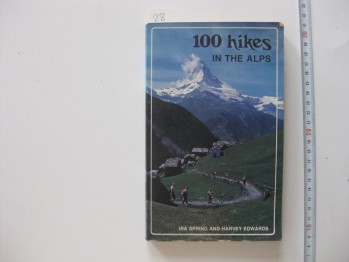 100 hikes
IN THE ALPS
IRA SPRING AND HARVEY EDWARDS